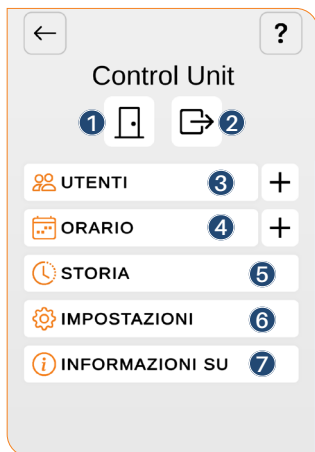 ?
Control Unit
1 2
UTENTI 3 +
ORARIO 4 +
STORIA 5
IMPOSTAZIONI 6
INFORMAZIONI SU 7